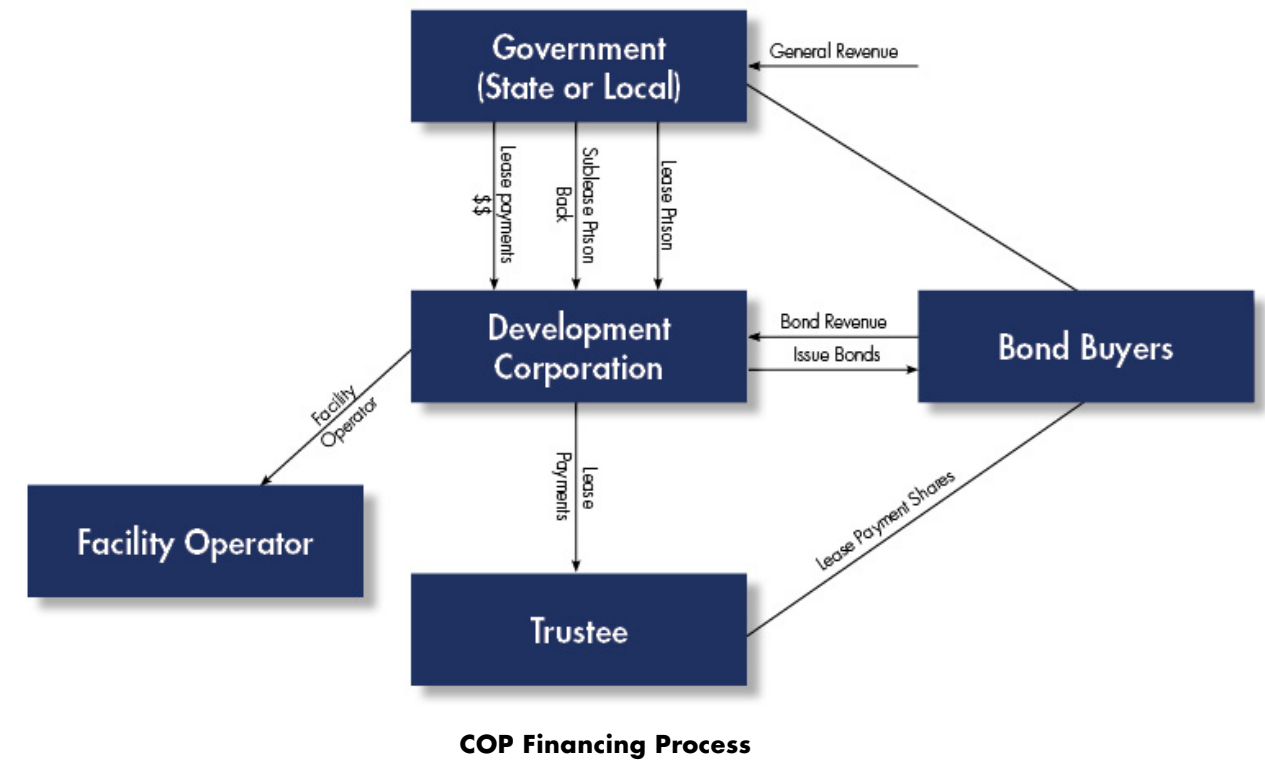 Government
(State or Local)
General Revenue
Lease payments
$$
Sublease Prison
Back
Lease Prison
Development
Corporation
Bond Revenue
Issue Bonds
Bond Buyers
Facility
Operator
Lease
Payments
Lease Payment Shares
Facility Operator
Trustee
COP Financing Process